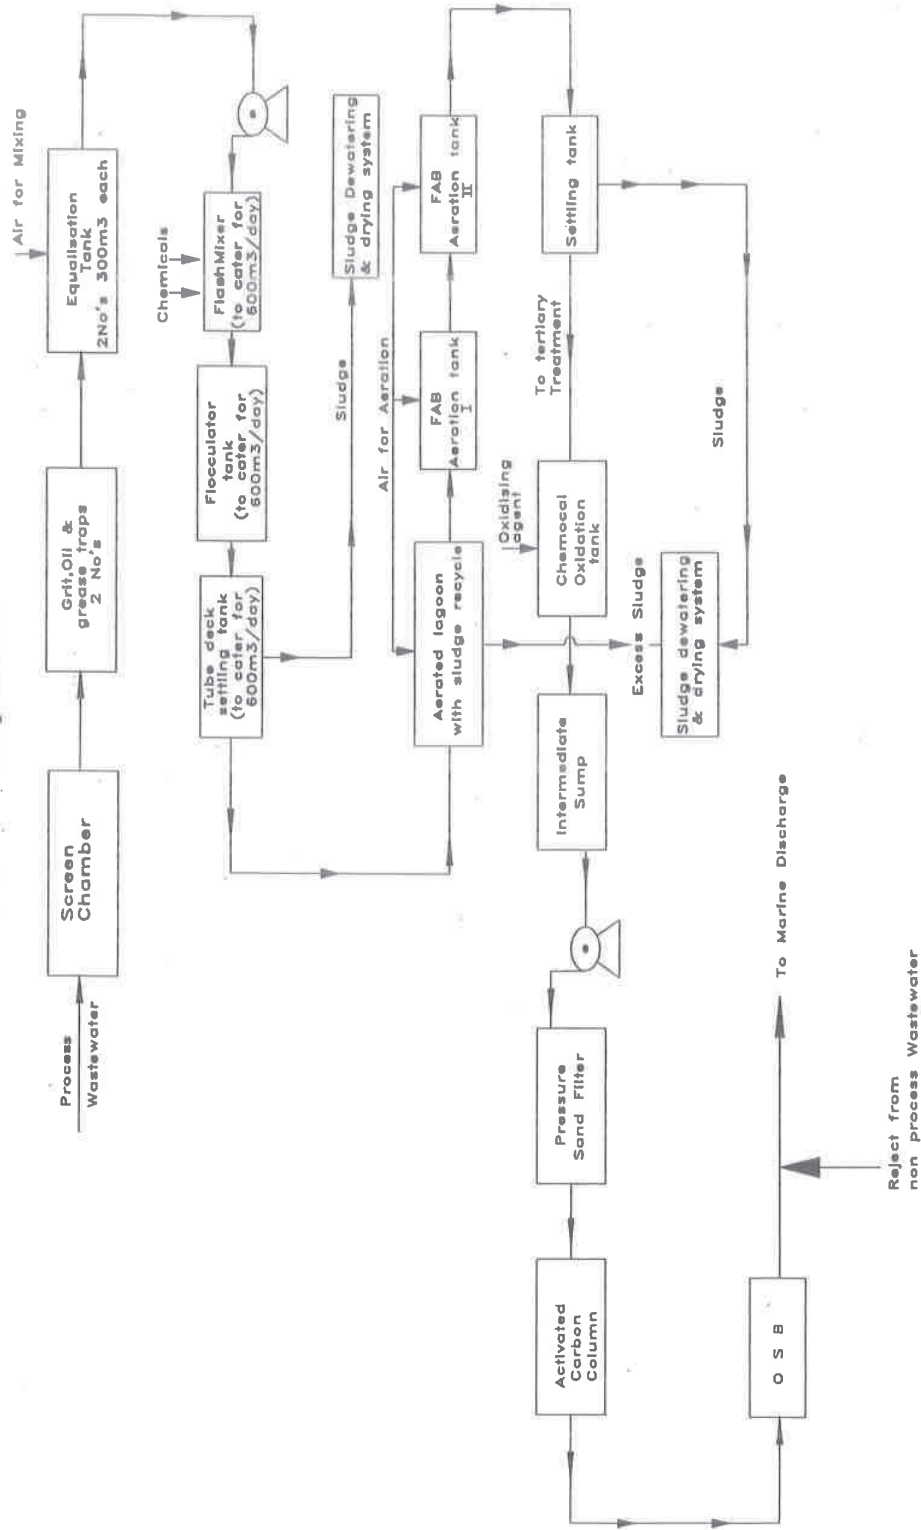 Process
Wastewater
Screen
Chamber
Grit,Oil &
grease traps
2 No's
Air for Mixing
Equalisation
Tank
2No's 300m3 each
Chemicals
FlashMixer
(to cater for
600m3/day)
Flocculator
tank
(to cater for
600m3/day)
Tube deck
settling tank
(to cater for
600m3/day)
Sludge
Sludge Dewatering
& drying system
Air for Aeration
Aerated lagoon
with sludge recycle
FAB
Aeration tank
I
FAB
Aeration tank
II
Settling tank
To tertiary
Treatment
Sludge
Oxidising
agent
Chemocal
Oxidation
tank
Excess Sludge
Sludge dewatering
& drying system
Intermediate
Sump
Pressure
Sand Filter
Activated
Carbon
Column
O S B
To Marine Discharge
Reject from
non process Wastewater